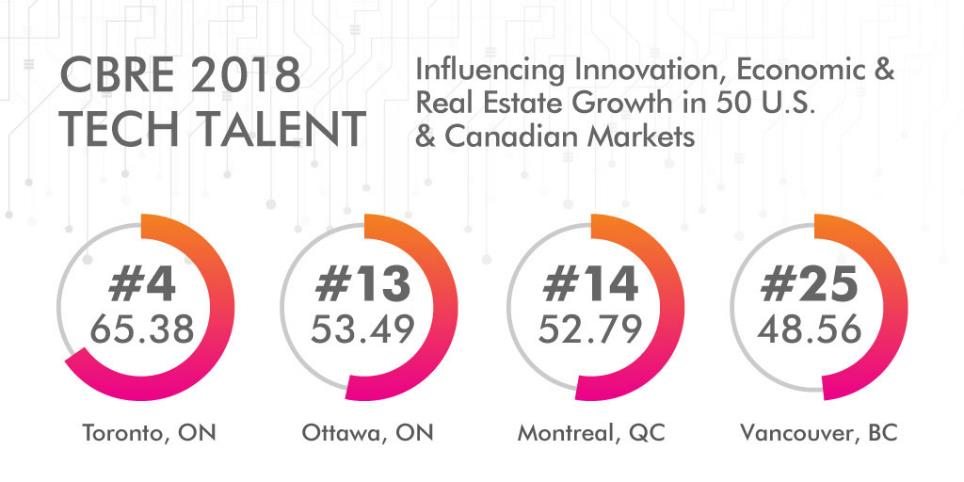 CBRE 2018
TECH TALENT
Influencing Innovation, Economic &
Real Estate Growth in 50 U.S.
& Canadian Markets
#4
65.38
Toronto, ON
#13
53.49
Ottawa, ON
#14
52.79
Montreal, QC
#25
48.56
Vancouver, BC